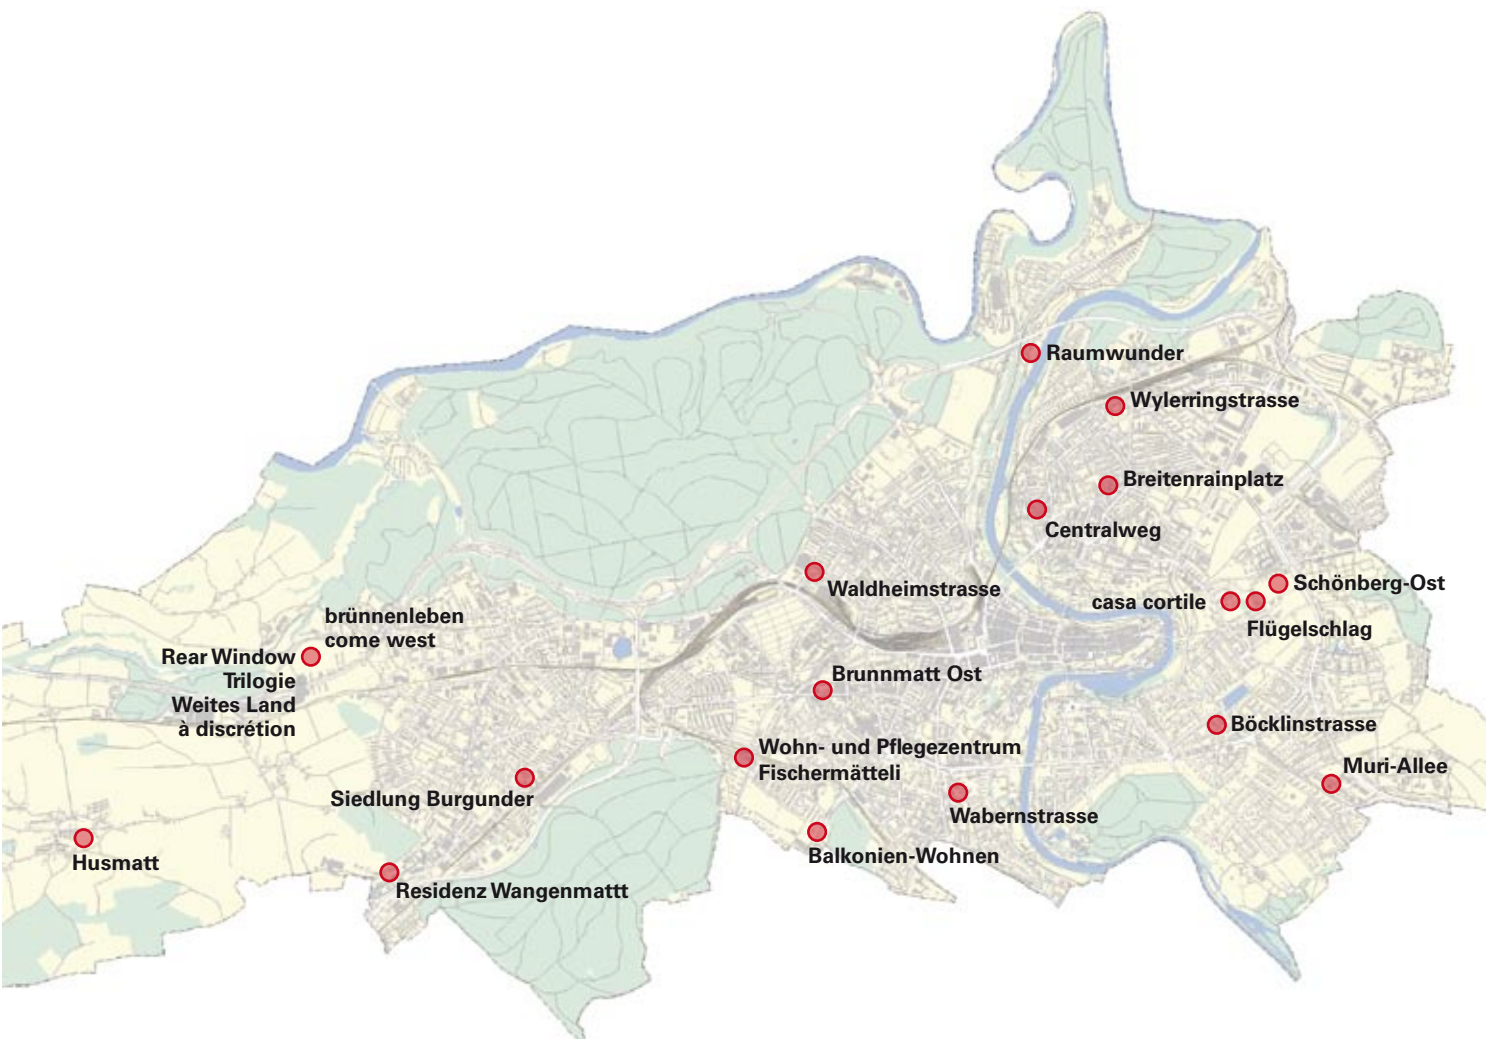 Raumwunder
Wylerringstrasse
Breitenrainplatz
Centralweg
Schönberg-Ost
Waldheimstrasse
casa cortile
Flügelschlag
brünnenleben
come west
Rear Window
Trilogie
Weites Land
à discrétion
Brunnmatt Ost
Böcklinstrasse
Wohn- und Pflegezentrum
Fischermätteli
Muri-Allee
Siedlung Burgunder
Wabernstrasse
Husmatt
Balkonien-Wohnen
Residenz Wangenmattt